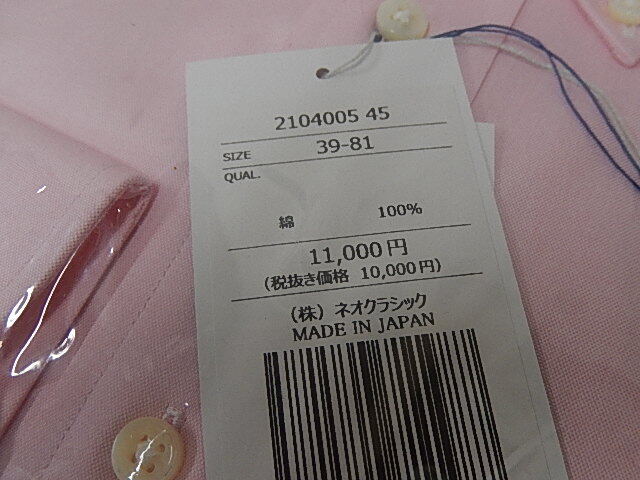 2104005 45
SIZE 39-81
QUAL.
綿 100%
11,000円
(税抜き価格 10,000円)
(株) ネオクラシック
MADE IN JAPAN